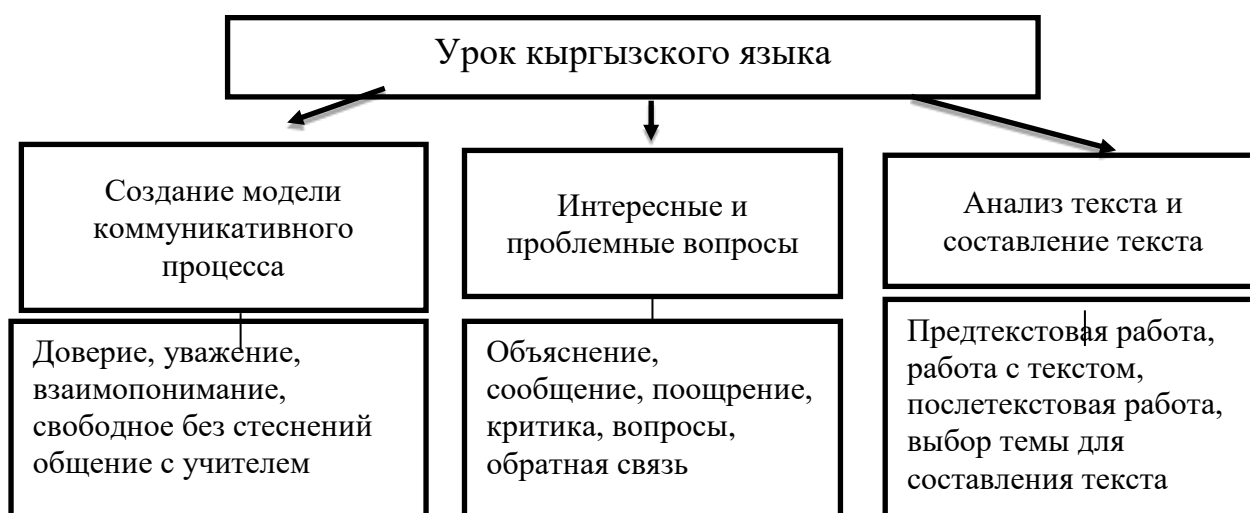 Урок кыргызского языка
Создание модели
коммуникативного
процесса
Интересные и
проблемные вопросы
Анализ текста и
составление текста
Доверие, уважение,
взаимопонимание,
свободное без стеснений
общение с учителем
Объяснение,
сообщение, поощрение,
критика, вопросы,
обратная связь
Предтекстовая работа,
работа с текстом,
послетекстовая работа,
выбор темы для
составления текста